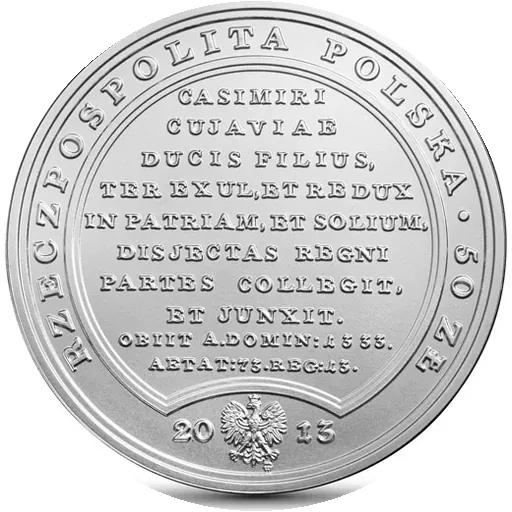 RZECZPOSPOLITA POLSKA · 50 ZŁ
CASIMIRI
CUJAVIAE
DUCIS FILIUS,
TER EXUL, ET REDUX
IN PATRIAM, ET SOLIUM,
DISJECTAS REGNI
PARTES COLLEGIT,
ET JUNXIT.
OBIIT A.DOMIN:1333.
AETAT:73.REG:13.
20 13